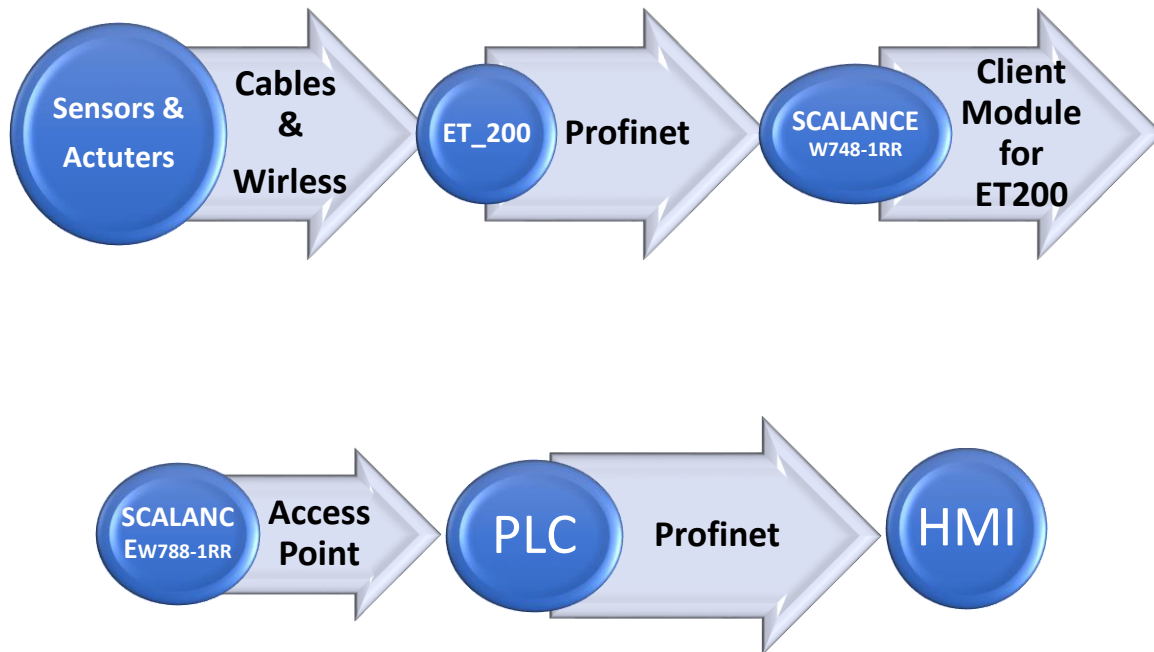 Sensors &
Actuters
Cables
&
Wirless
ET_200
Profinet
SCALANCE
W748-1RR
Client
Module
for
ET200
SCALANC
EW788-1RR
Access
Point
PLC
Profinet
HMI